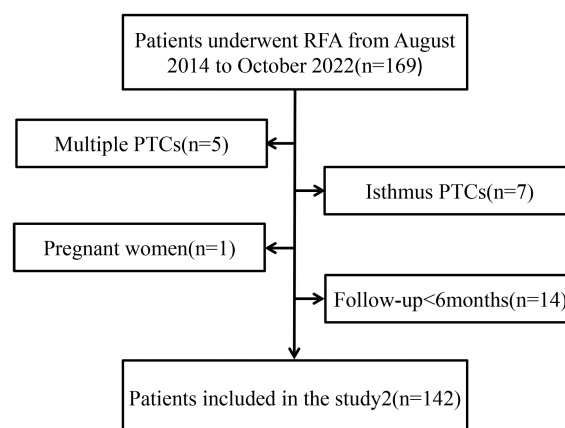 Patients underwent RFA from August
2014 to October 2022(n=169)
Multiple PTCs(n=5)
Isthmus PTCs(n=7)
Pregnant women(n=1)
Follow-up<6months(n=14)
Patients included in the study2(n=142)